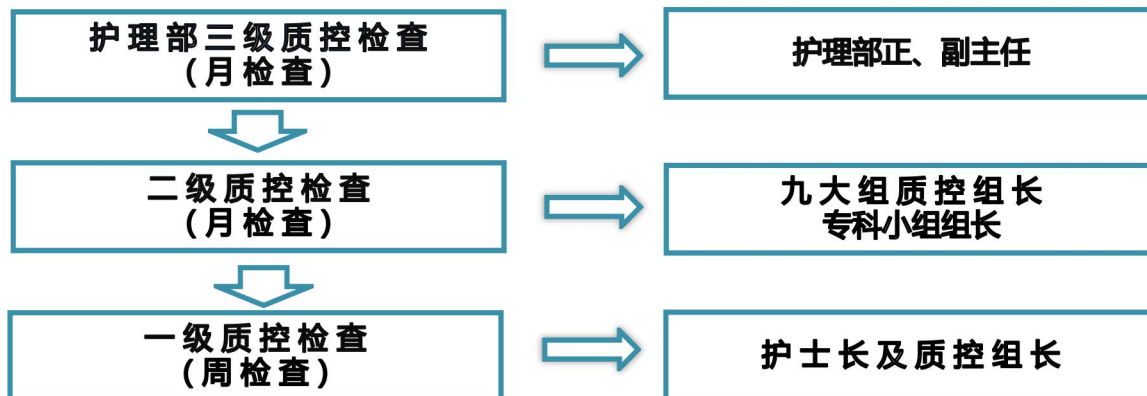 护理部三级质控检查
(月检查)
护理部正、副主任
二级质控检查
(月检查)
九大组质控组长
专科小组组长
一级质控检查
(周检查)
护士长及质控组长